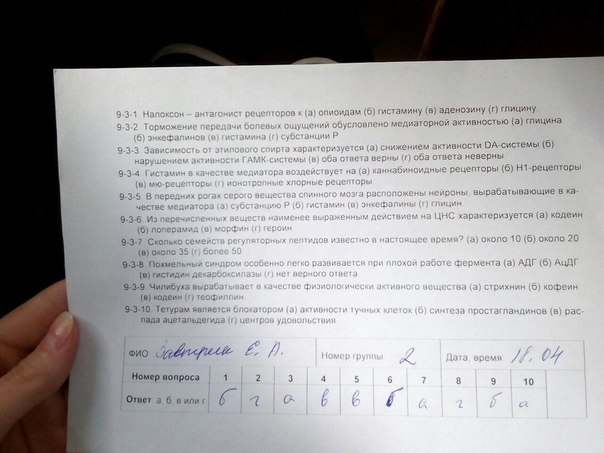 9-3-1 Налоксон – антагонист рецепторов к (а) опиоидам (б) гистамину (в) аденозину (г) глицину
9-3-2 Торможение передачи болевых ощущений обусловлено медиаторной активностью (а) глицина
(б) энкефалинов (в) гистамина (г) субстанции Р
9-3-3 Зависимость от этилового спирта характеризуется (а) снижением активности DA-системы (б)
нарушением активности ГАМК-системы (в) оба ответа верны (г) оба ответа неверны
9-3-4 Гистамин в качестве медиатора воздействует на (а) каннабиноидные рецепторы (б) Н1-рецепторы
(в) мю-рецепторы (г) ионотропные хлорные рецепторы
9-3-5 В передних рогах серого вещества спинного мозга расположены нейроны, вырабатывающие в ка-
честве медиатора (а) субстанцию Р (б) гистамин (в) энкефалины (г) глицин
9-3-6 Из перечисленных веществ наименее выраженным действием на ЦНС характеризуется (а) кодеин
(б) лоперамид (в) морфин (г) героин
9-3-7 Сколько семейств регуляторных пептидов известно в настоящее время? (а) около 10 (б) около 20
(в) около 35 (г) более 50
9-3-8 Похмельный синдром особенно легко развивается при плохой работе фермента (а) АДГ (б) АцДГ
(в) гистидин декарбоксилазы (г) нет верного ответа
9-3-9 Чилибуха вырабатывает в качестве физиологически активного вещества (а) стрихнин (б) кофеин
(в) кодеин (г) теофиллин
9-3-10 Тетурам является блокатором (а) активности тучных клеток (б) синтеза простагландинов (в) рас-
пада ацетальдегида (г) центров удовольствия
ФИО Е. А. Номер группы 2 Дата, время 18.04
Номер вопроса 1 2 3 4 5 6 7 8 9 10
Ответ а, б, в или г б г а в в б а г б а